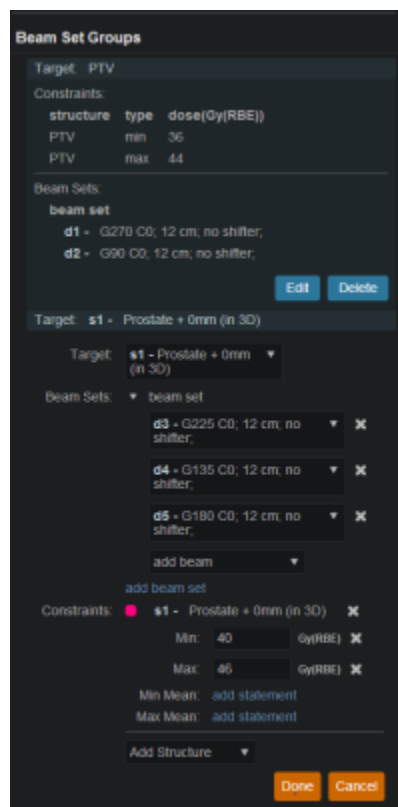 Beam Set Groups
Target: PTV
Constraints:
structure type dose(Gy(RBE))
PTV min 36
PTV max 44
Beam Sets:
beam set
d1 - G270 C0; 12 cm; no shifter;
d2 - G90 C0; 12 cm; no shifter;
Edit Delete
Target: s1 - Prostate + 0mm (in 3D)
Target: s1 - Prostate + 0mm
(in 3D)
Beam Sets: beam set
d3 - G225 C0; 12 cm; no
shifter;
d4 - G135 C0; 12 cm; no
shifter;
d5 - G180 C0; 12 cm; no
shifter;
add beam
add beam set
Constraints: s1 - Prostate + 0mm (in 3D)
Min: 40 Gy(RBE)
Max: 46 Gy(RBE)
Min Mean: add statement
Max Mean: add statement
Add Structure
Done Cancel